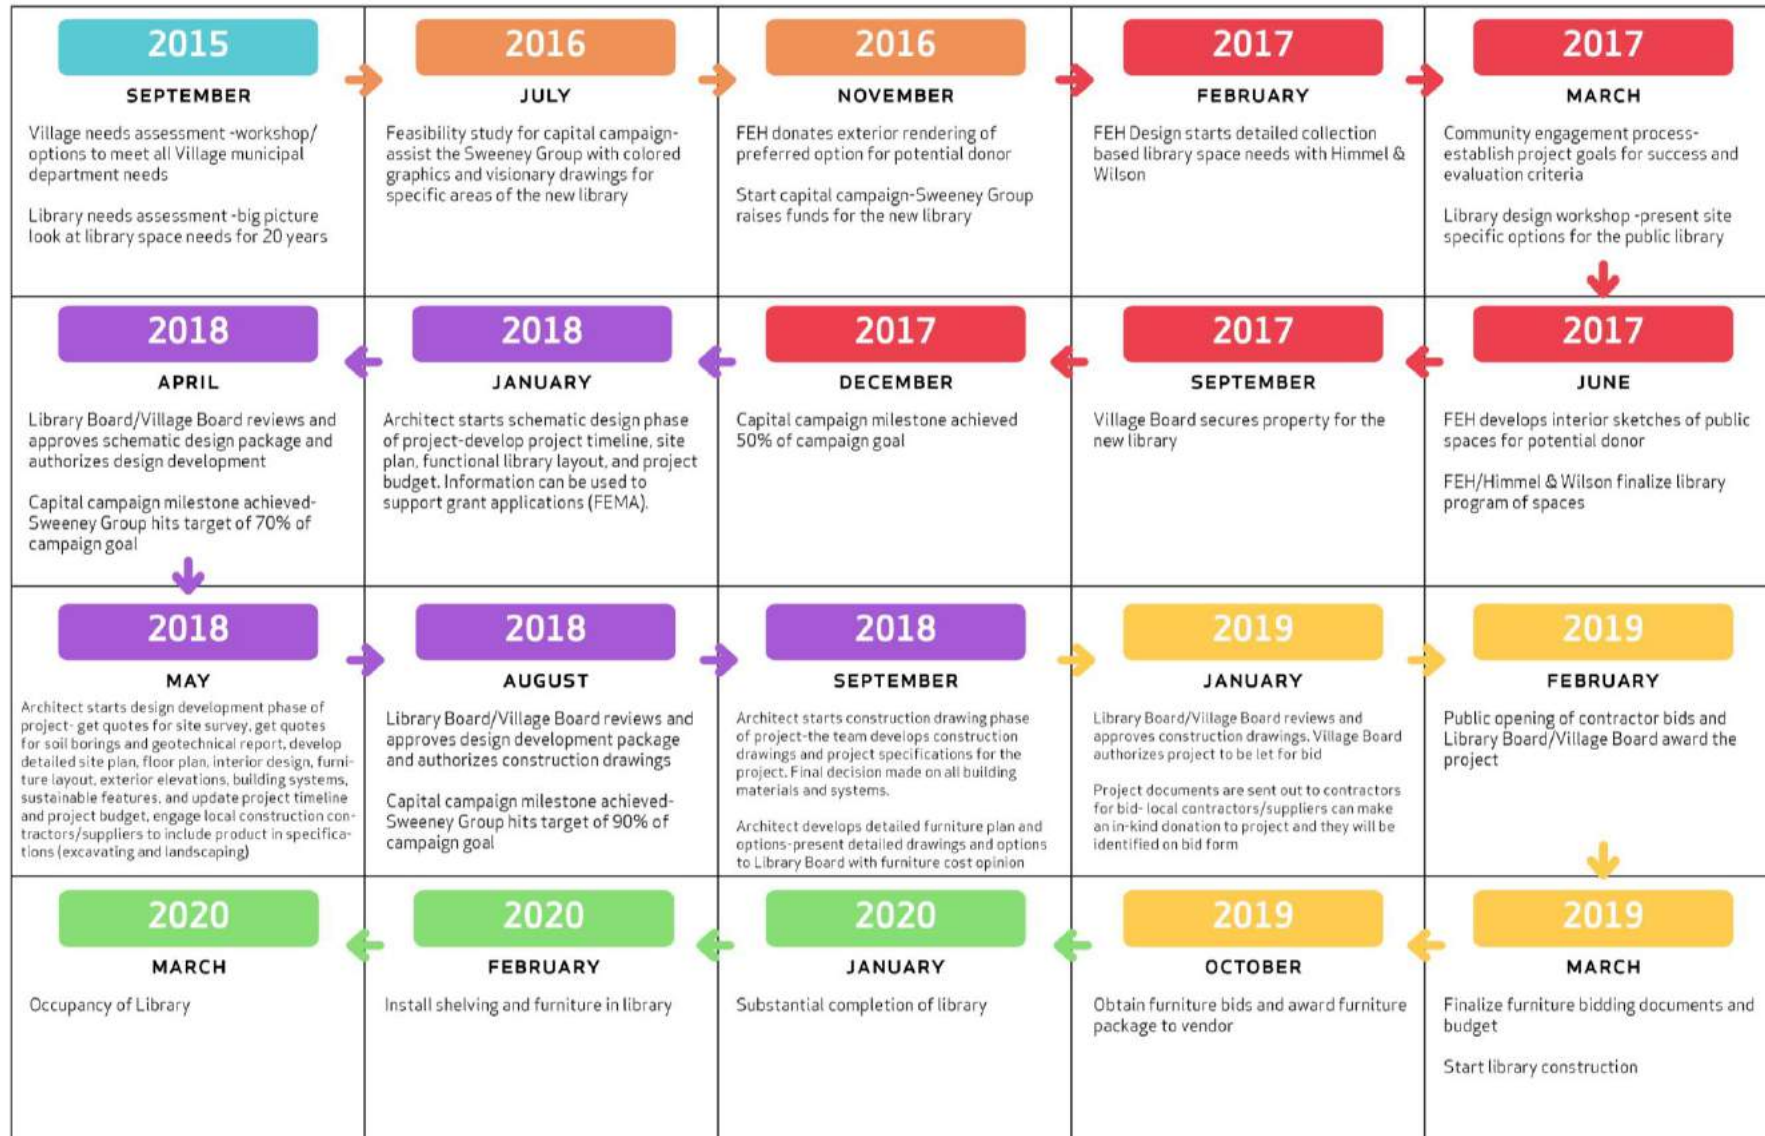 2015
SEPTEMBER
Village needs assessment -workshop/
options to meet all Village municipal
department needs
Library needs assessment -big picture
look at library space needs for 20 years
2016
JULY
Feasibility study for capital campaign-
assist the Sweeney Group with colored
graphics and visionary drawings for
specific areas of the new library
2016
NOVEMBER
FEH donates exterior rendering of
preferred option for potential donor
Start capital campaign-Sweeney Group
raises funds for the new library
2017
FEBRUARY
FEH Design starts detailed collection
based library space needs with Himmel &
Wilson
2017
MARCH
Community engagement process-
establish project goals for success and
evaluation criteria
Library design workshop -present site
specific options for the public library
2017
JUNE
FEH develops interior sketches of public
spaces for potential donor
FEH/Himmel & Wilson finalize library
program of spaces
2017
SEPTEMBER
Village Board secures property for the
new library
2017
DECEMBER
Capital campaign milestone achieved
50% of campaign goal
2018
JANUARY
Architect starts schematic design phase
of project-develop project timeline, site
plan, functional library layout, and project
budget. Information can be used to
support grant applications (FEMA).
2018
APRIL
Library Board/Village Board reviews and
approves schematic design package and
authorizes design development
Capital campaign milestone achieved-
Sweeney Group hits target of 70% of
campaign goal
2018
MAY
Architect starts design development phase of
project- get quotes for site survey, get quotes
for soil borings and geotechnical report, develop
detailed site plan, floor plan, interior design, furni-
ture layout, exterior elevations, building systems,
sustainable features, and update project timeline
and project budget, engage local construction con-
tractors/suppliers to include product in specifica-
tions (excavating and landscaping)
2018
AUGUST
Library Board/Village Board reviews and
approves design development package
and authorizes construction drawings
Capital campaign milestone achieved-
Sweeney Group hits target of 90% of
campaign goal
2018
SEPTEMBER
Architect starts construction drawing phase
of project-the team develops construction
drawings and project specifications for the
project. Final decision made on all building
materials and systems.
Architect develops detailed furniture plan and
options-present detailed drawings and options
to Library Board with furniture cost opinion
2019
JANUARY
Library Board/Village Board reviews and
approves construction drawings. Village Board
authorizes project to be let for bid
Project documents are sent out to contractors
for bid- local contractors/suppliers can make
an in-kind donation to project and they will be
identified on bid form
2019
FEBRUARY
Public opening of contractor bids and
Library Board/Village Board award the
project
2019
MARCH
Finalize furniture bidding documents and
budget
Start library construction
2019
OCTOBER
Obtain furniture bids and award furniture
package to vendor
2020
JANUARY
Substantial completion of library
2020
FEBRUARY
Install shelving and furniture in library
2020
MARCH
Occupancy of Library